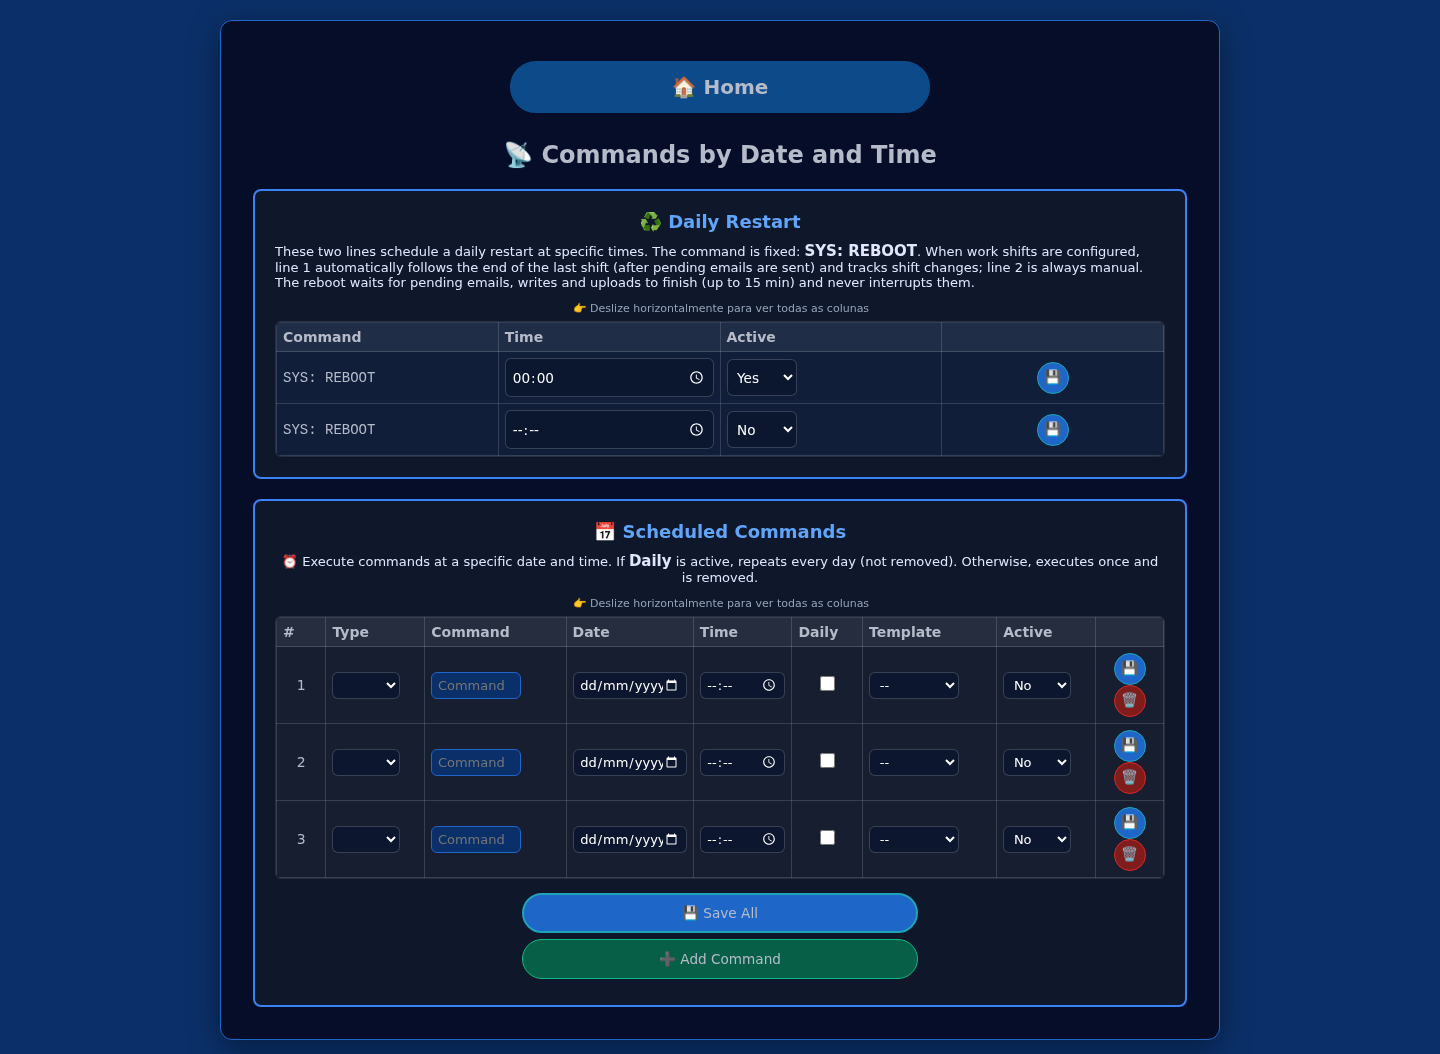 🏠 Home
📡 Commands by Date and Time
♻️ Daily Restart
These two lines schedule a daily restart at specific times. The command is fixed: SYS: REBOOT. When work shifts are configured,
line 1 automatically follows the end of the last shift (after pending emails are sent) and tracks shift changes; line 2 is always manual.
The reboot waits for pending emails, writes and uploads to finish (up to 15 min) and never interrupts them.
👉 Deslize horizontalmente para ver todas as colunas
Command Time Active
SYS: REBOOT 00:00 Yes 💾
SYS: REBOOT --:-- No 💾
📅 Scheduled Commands
⏰ Execute commands at a specific date and time. If Daily is active, repeats every day (not removed). Otherwise, executes once and
is removed.
👉 Deslize horizontalmente para ver todas as colunas
# Type Command Date Time Daily Template Active
1 Command dd/mm/yyyy --:-- -- No 💾 🗑️
2 Command dd/mm/yyyy --:-- -- No 💾 🗑️
3 Command dd/mm/yyyy --:-- -- No 💾 🗑️
💾 Save All
➕ Add Command